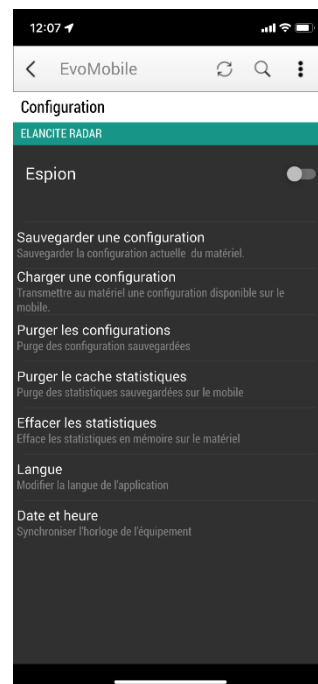 12:07
EvoMobile
Configuration
ELANCITE RADAR
Espion
Sauvegarder une configuration
Sauvegarder la configuration actuelle du matériel.
Charger une configuration
Transmettre au matériel une configuration disponible sur le
mobile.
Purger les configurations
Purge des configuration sauvegardées
Purger le cache statistiques
Purge des statistiques sauvegardées sur le mobile
Effacer les statistiques
Efface les statistiques en mémoire sur le matériel
Langue
Modifier la langue de l'application
Date et heure
Synchroniser l'horloge de l'équipement